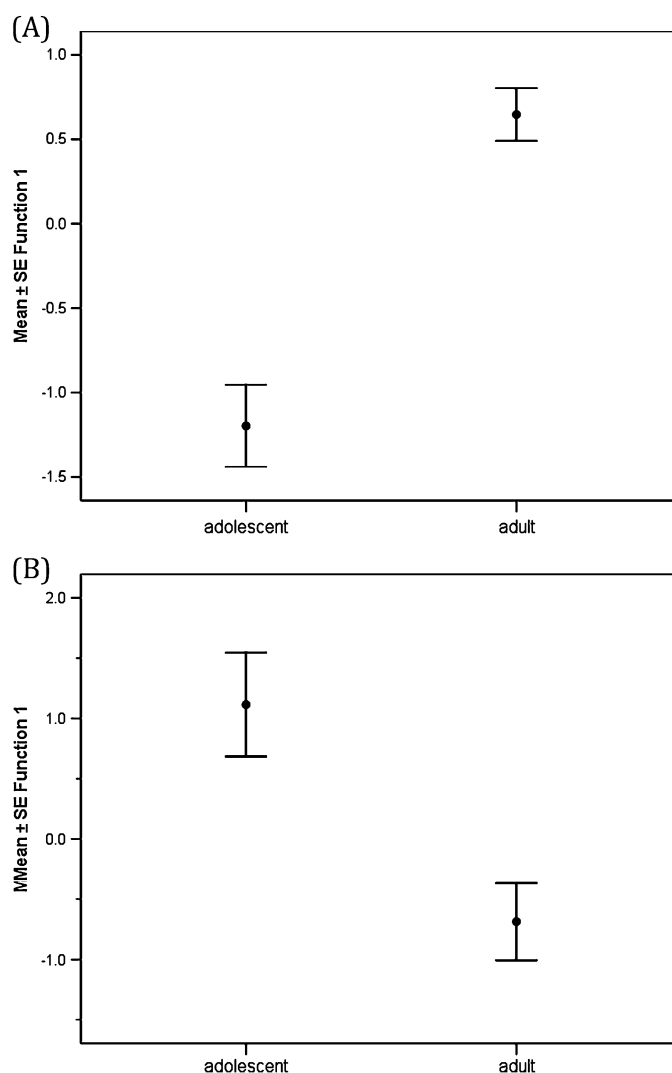 (A)
1.0
0.5
0.0
-0.5
-1.0
-1.5
Mean ± SE Function 1
adolescent adult
(B)
2.0
1.0
0.0
-1.0
MMean ± SE Function 1
adolescent adult